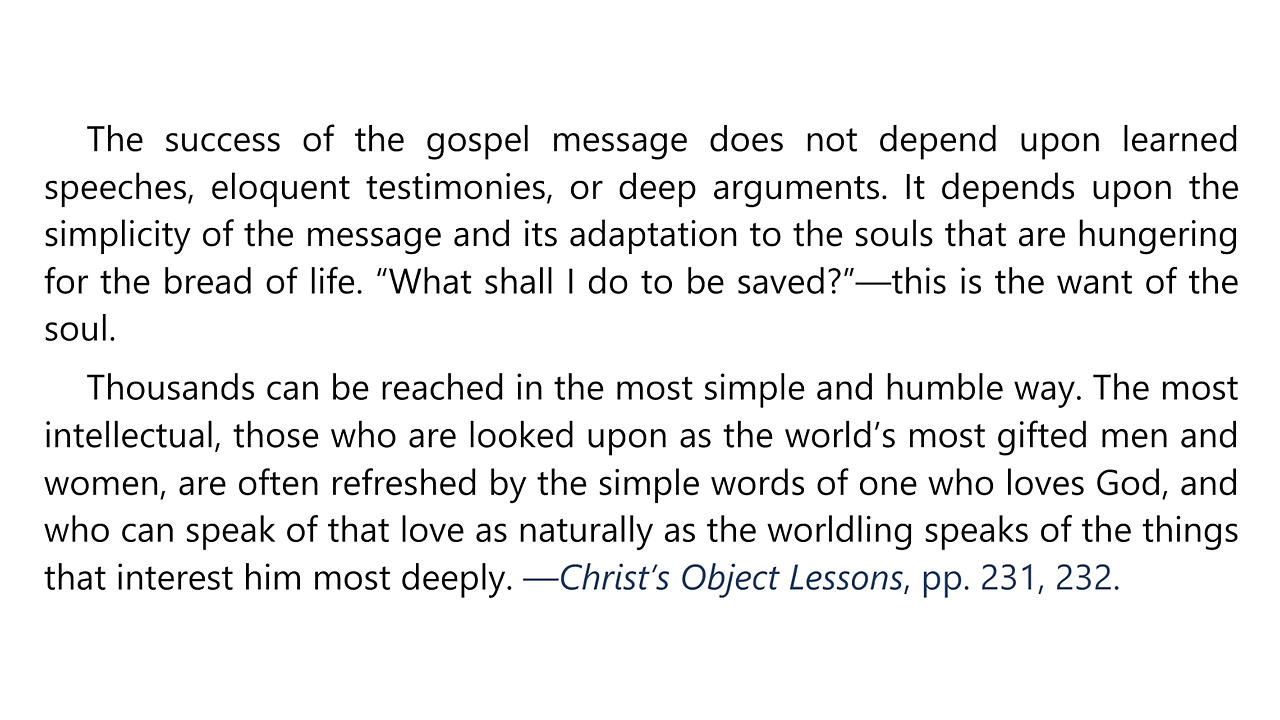 The success of the gospel message does not depend upon learned
speeches, eloquent testimonies, or deep arguments. It depends upon the
simplicity of the message and its adaptation to the souls that are hungering
for the bread of life. “What shall I do to be saved?”—this is the want of the
soul.
Thousands can be reached in the most simple and humble way. The most
intellectual, those who are looked upon as the world’s most gifted men and
women, are often refreshed by the simple words of one who loves God, and
who can speak of that love as naturally as the worldling speaks of the things
that interest him most deeply. —Christ’s Object Lessons, pp. 231, 232.